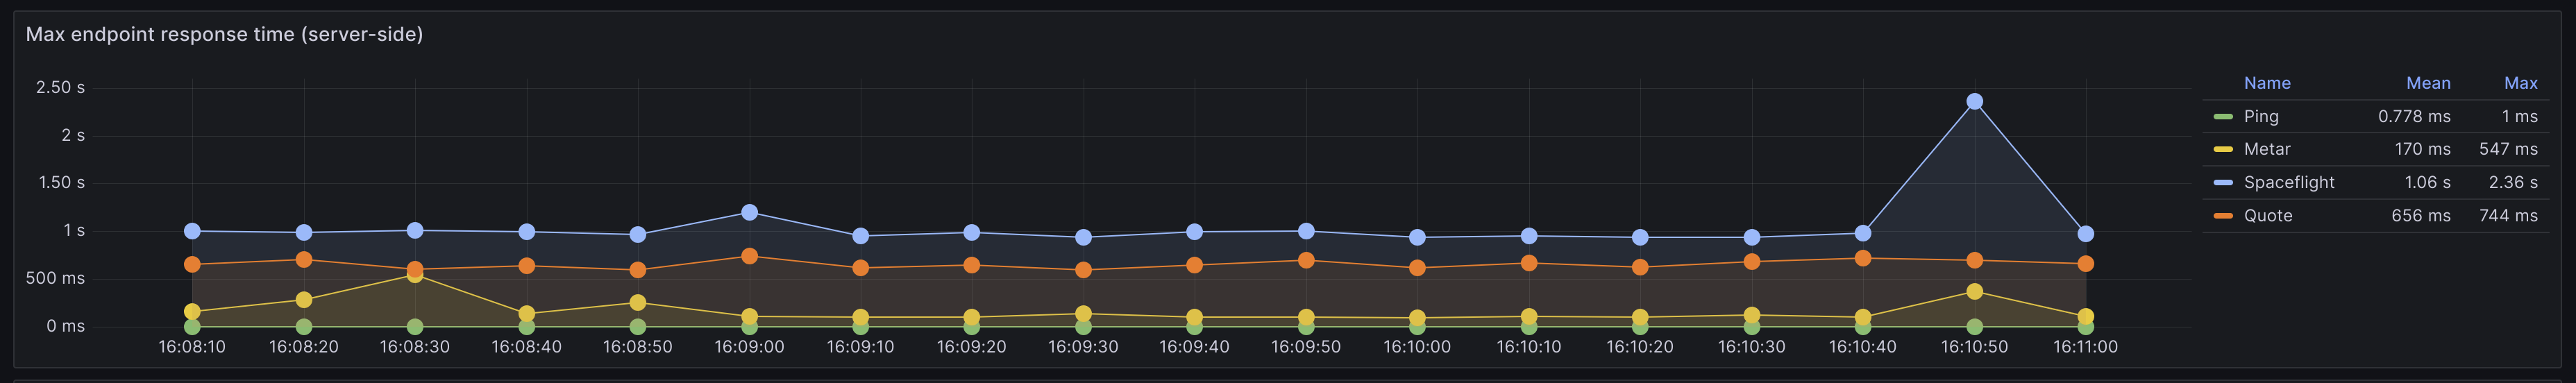 Max endpoint response time (server-side)
2.50 s
2 s
1.50 s
1 s
500 ms
0 ms
16:08:10 16:08:20 16:08:30 16:08:40 16:08:50 16:09:00 16:09:10 16:09:20 16:09:30 16:09:40 16:09:50 16:10:00 16:10:10 16:10:20 16:10:30 16:10:40 16:10:50 16:11:00
Name Mean Max
Ping 0.778 ms 1 ms
Metar 170 ms 547 ms
Spaceflight 1.06 s 2.36 s
Quote 656 ms 744 ms